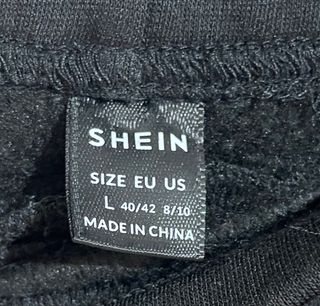 SHEIN
SIZE EU US
L 40/42 8/10
MADE IN CHINA